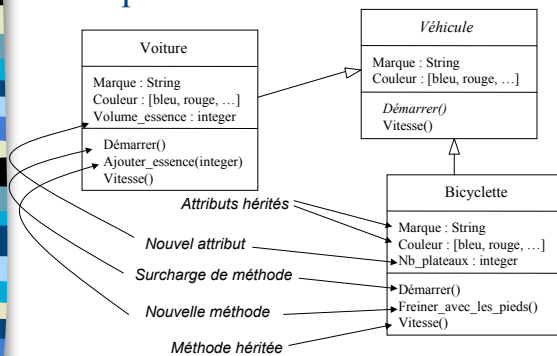 Voiture
Marque : String
Couleur : [bleu, rouge, …]
Volume_essence : integer
Démarrer()
Ajouter_essence(integer)
Vitesse()
Véhicule
Marque : String
Couleur : [bleu, rouge, …]
Démarrer()
Vitesse()
Bicyclette
Marque : String
Couleur : [bleu, rouge, …]
Nb_plateaux : integer
Démarrer()
Freiner_avec_les_pieds()
Vitesse()
Attributs hérités
Nouvel attribut
Surcharge de méthode
Nouvelle méthode
Méthode héritée